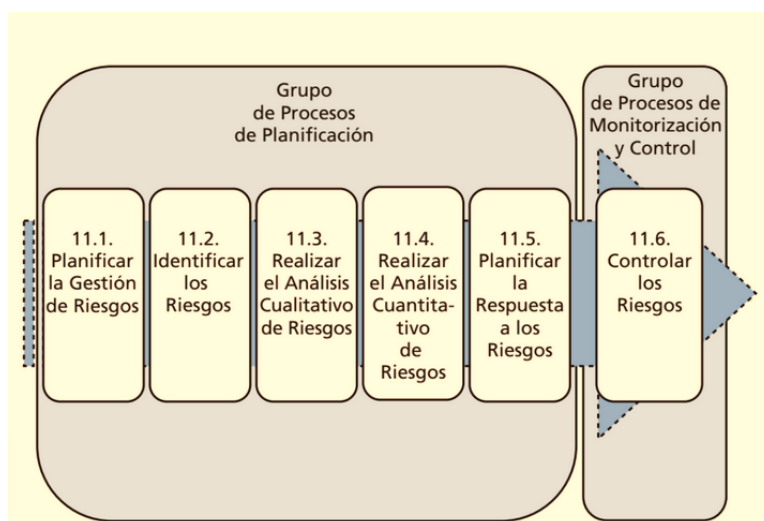 Grupo
de Procesos
de Planificación
Grupo
de Procesos de
Monitorización
y Control
11.1.
Planificar
la Gestión
de Riesgos
11.2.
Identificar
los
Riesgos
11.3.
Realizar
el Análisis
Cualitativo
de Riesgos
11.4.
Realizar
el Análisis
Cuantita-
tivo
de
Riesgos
11.5.
Planificar
la
Respuesta
a los
Riesgos
11.6.
Controlar
los
Riesgos